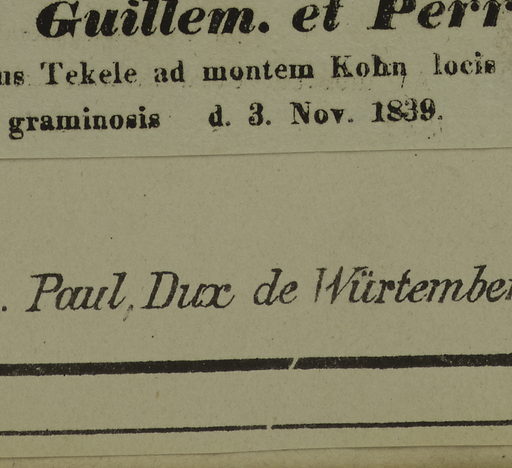 Guillem. et Perr
us Tekele ad montem Kohn locis
graminosis d. 3. Nov. 1839.
. Paul, Dux de Würtember